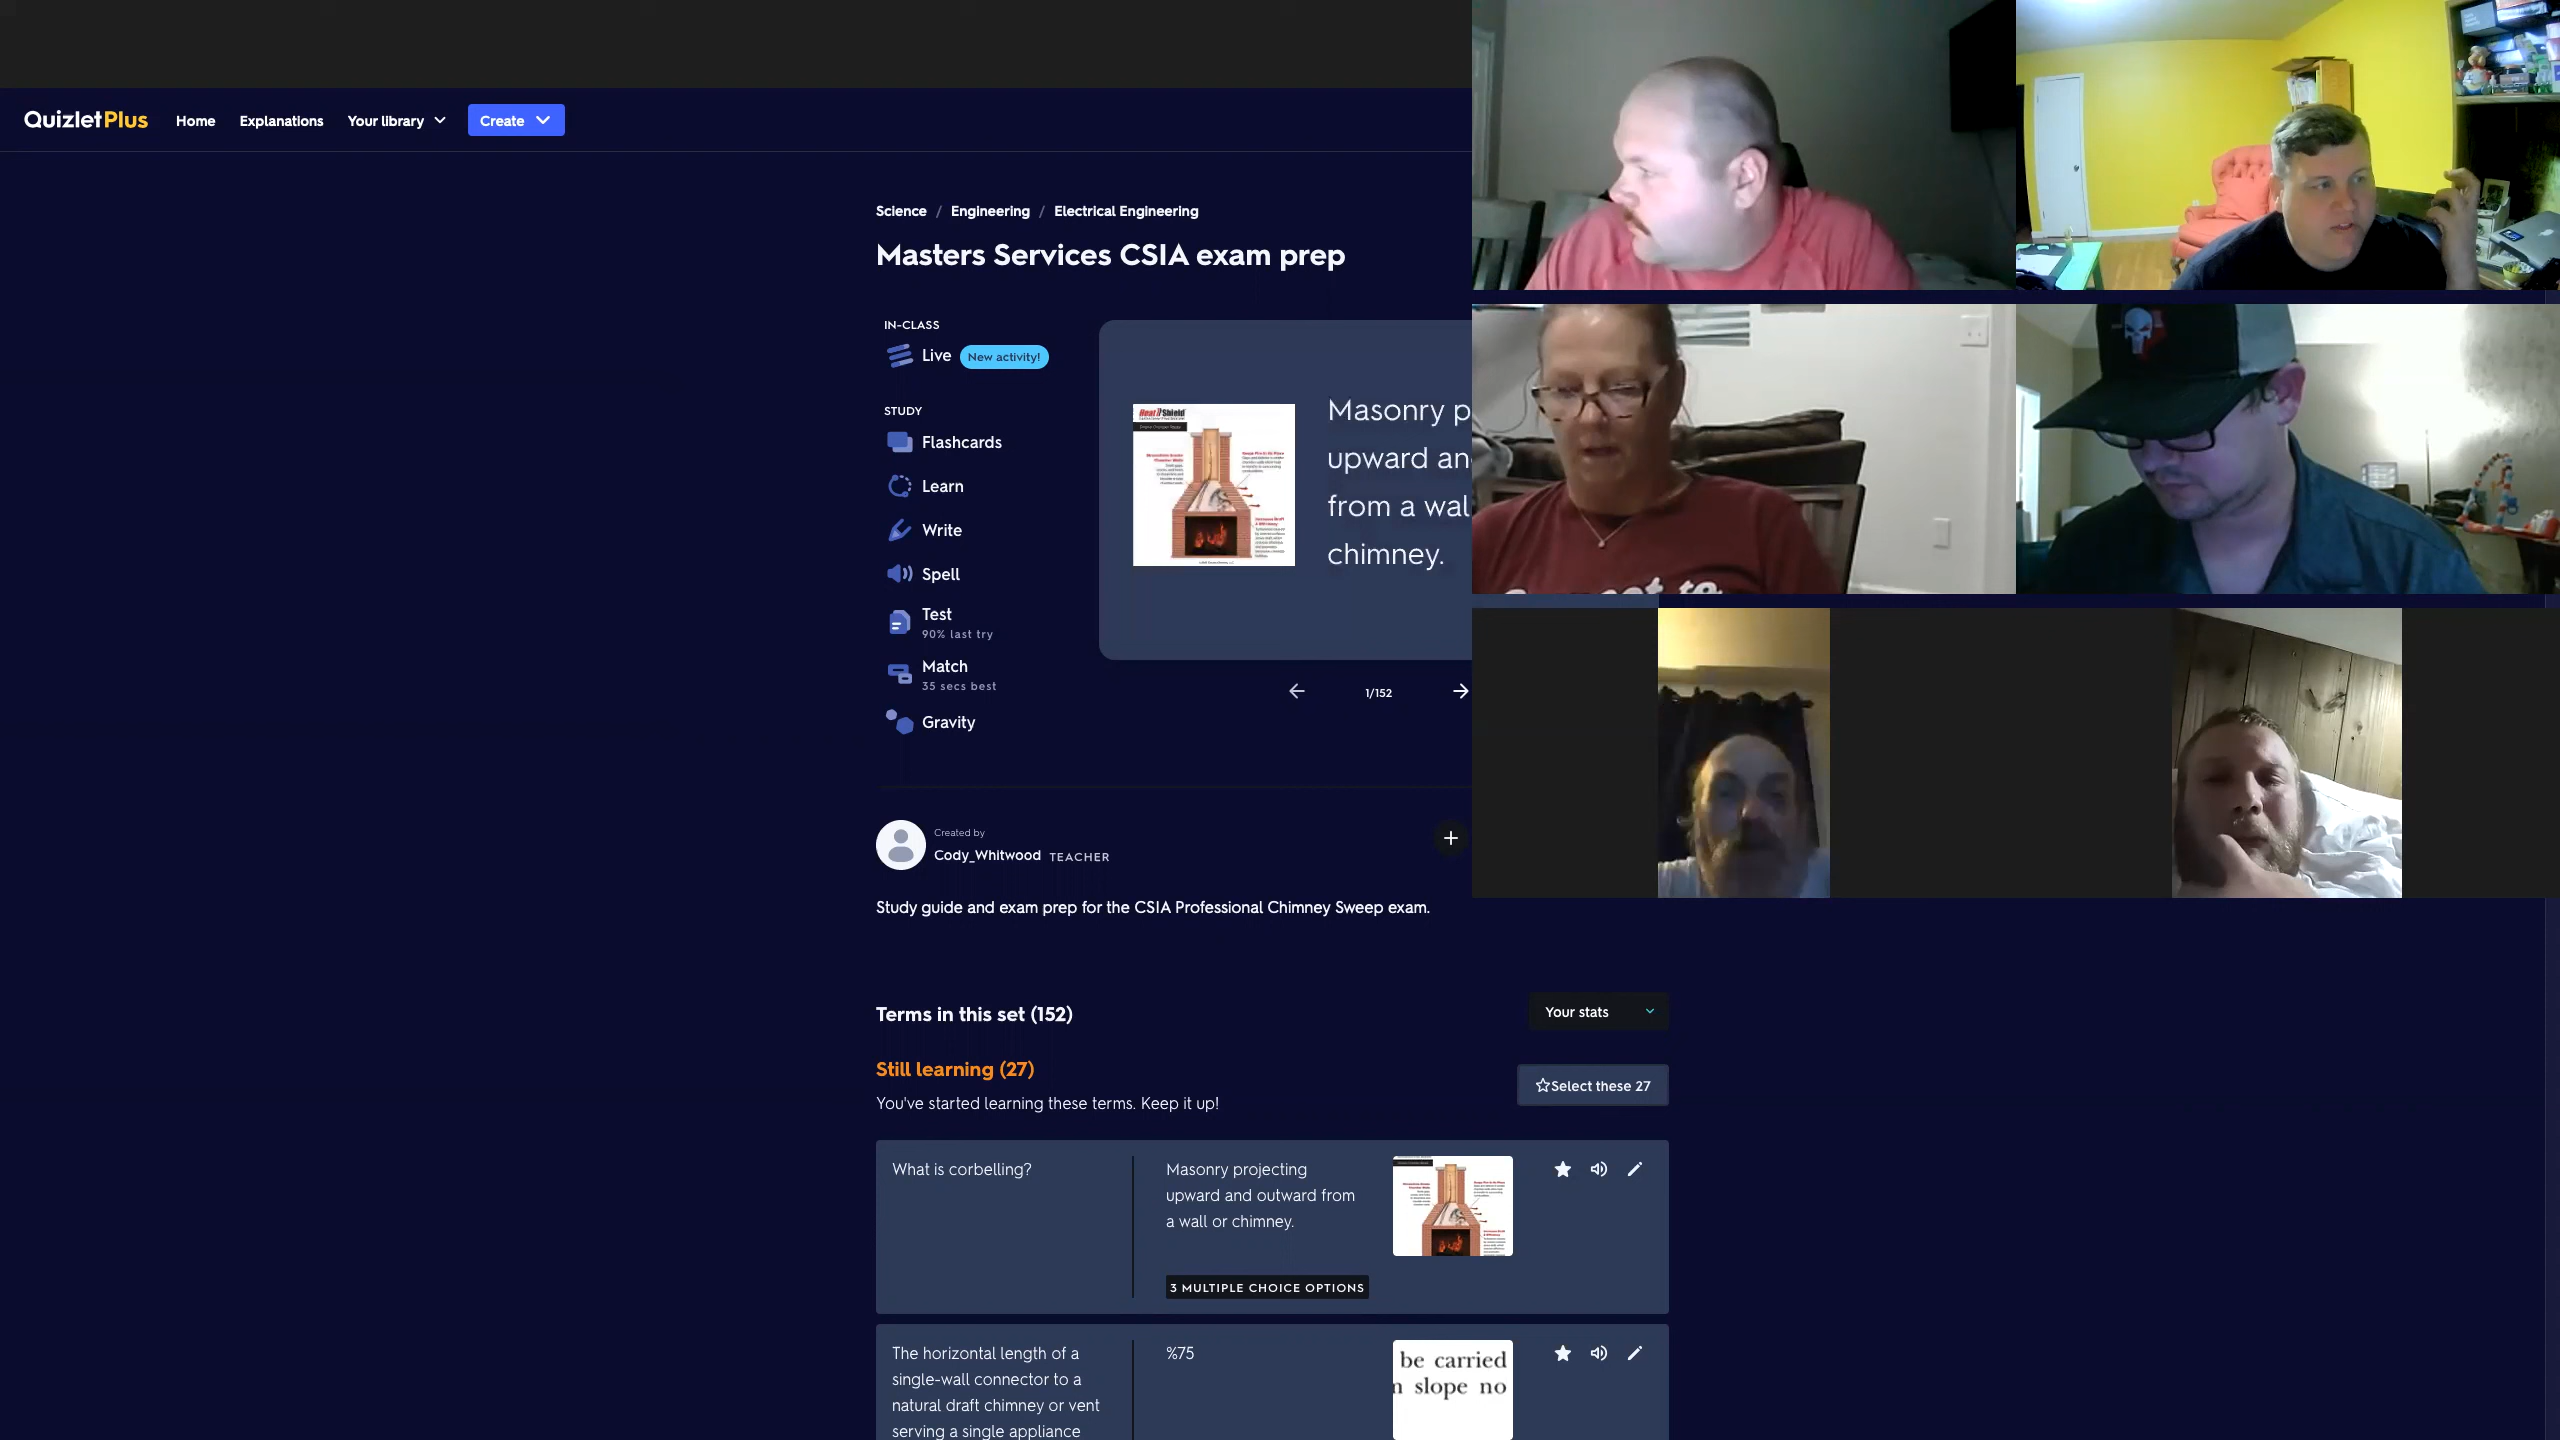 QuizletPlus Home Explanations Your library Create
Science / Engineering / Electrical Engineering
Masters Services CSIA exam prep
IN-CLASS
Live New activity!
STUDY
Flashcards
Learn
Write
Spell
Test
90% last try
Match
35 secs best
Gravity
Heat Shield
Masonry p
upward an
from a wal
chimney.
1/152
Created by
Cody_Whitwood TEACHER
Study guide and exam prep for the CSIA Professional Chimney Sweep exam.
Terms in this set (152)
Your stats
Still learning (27)
Select these 27
You've started learning these terms. Keep it up!
What is corbelling?
Masonry projecting
upward and outward from
a wall or chimney.
3 MULTIPLE CHOICE OPTIONS
The horizontal length of a
single-wall connector to a
natural draft chimney or vent
serving a single appliance
%75
be carried
slope no